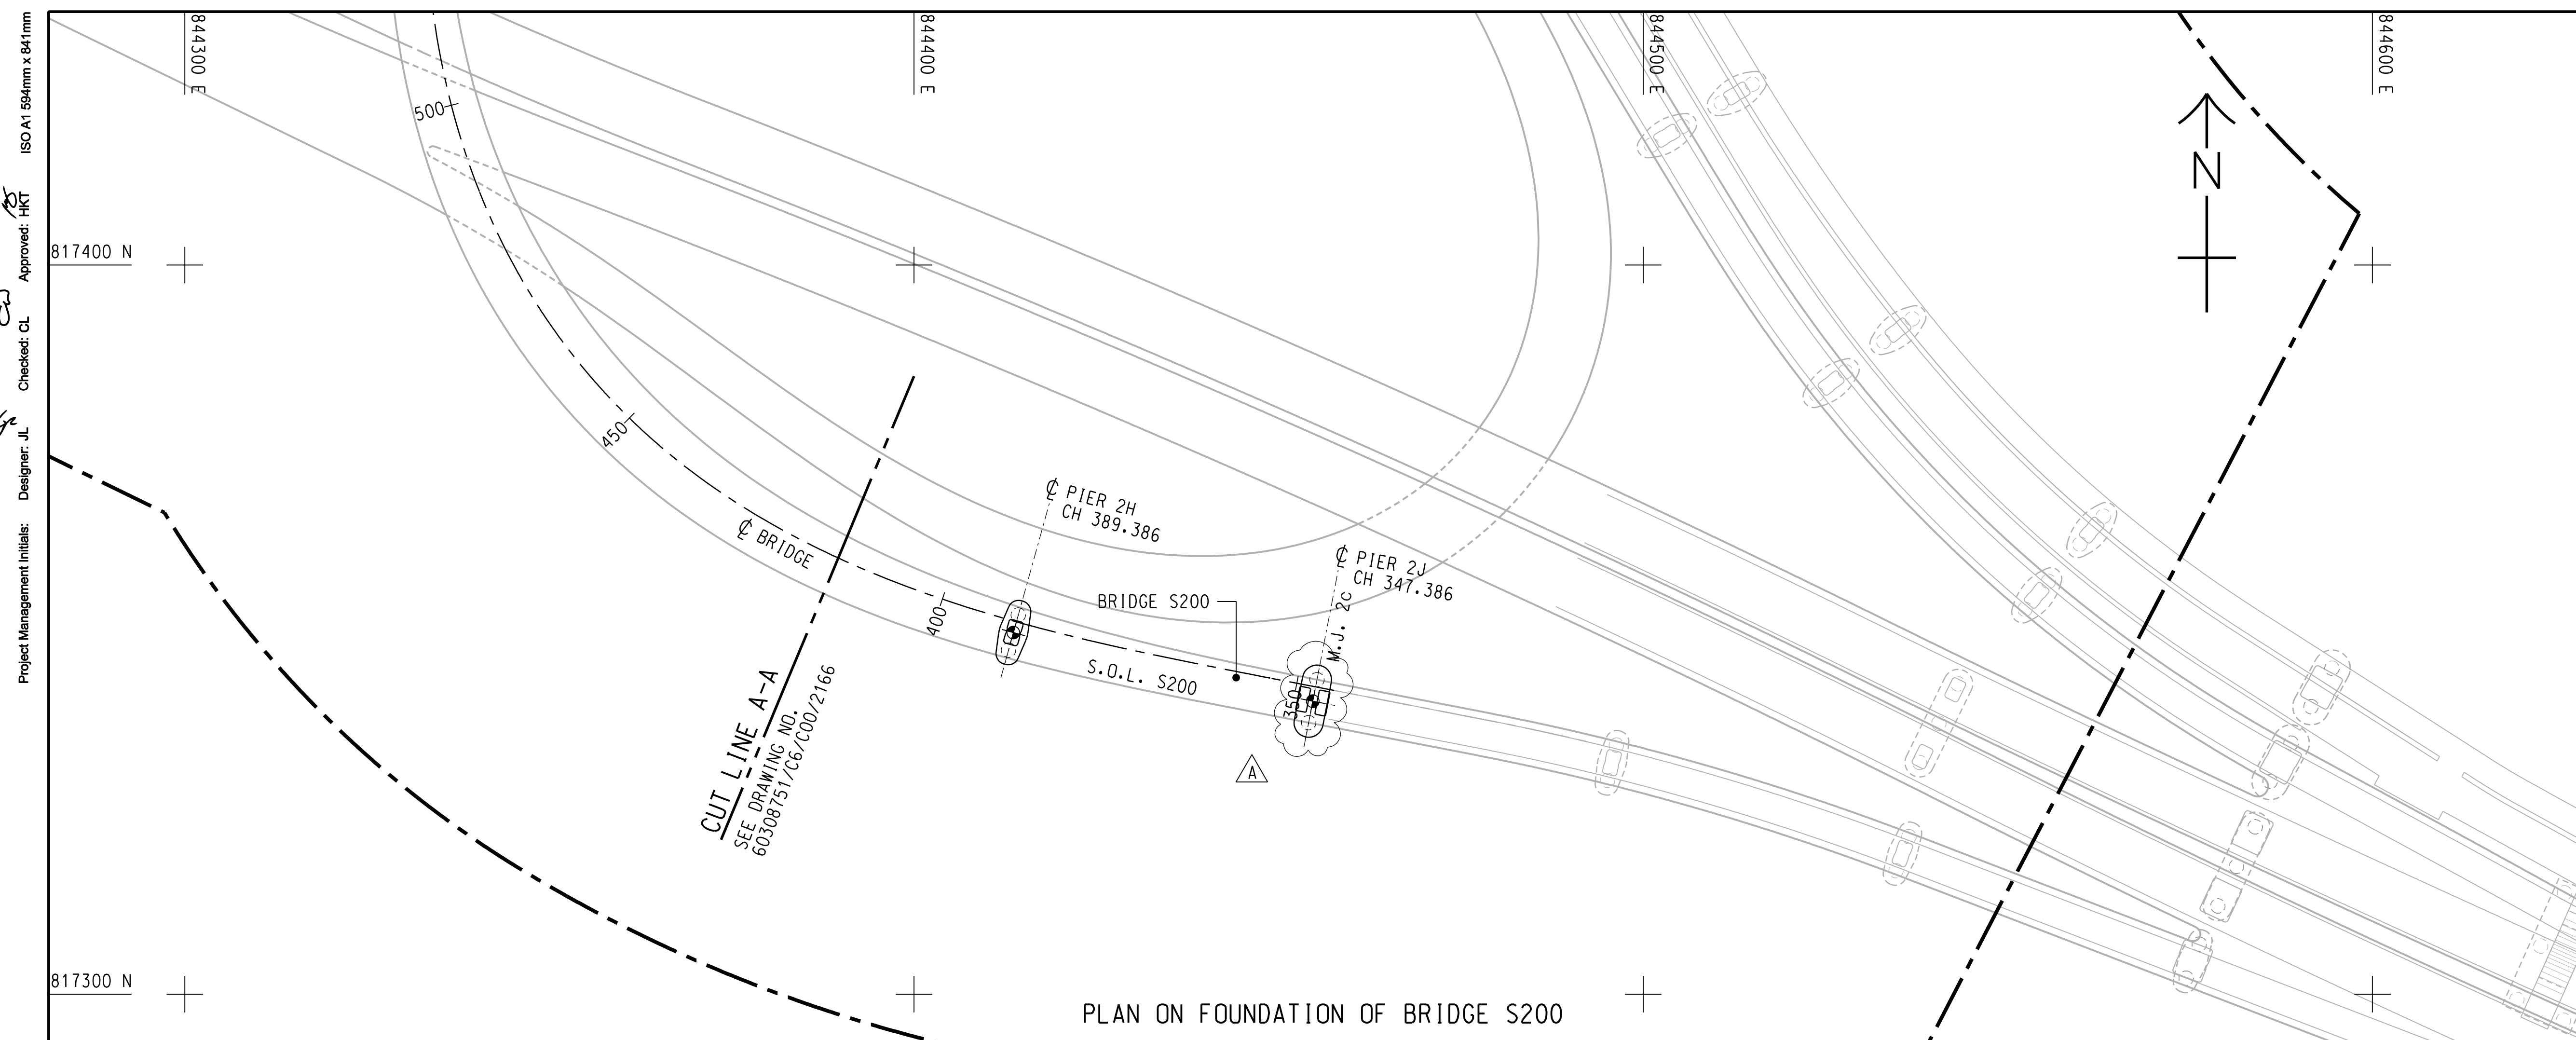 ISO A1 594mm x 841mm
Approved: HKT
Checked: CL
Designer: JL
Project Management Initials:
844300 E
844400 E
844500 E
844600 E
817400 N
817300 N
N
500
450
400
350
℄ BRIDGE
℄ PIER 2H
CH 389.386
℄ PIER 2J
CH 347.386
M.J. 2c
BRIDGE S200
S.O.L. S200
A
CUT LINE A-A
SEE DRAWING NO.
60308751/C6/C00/2166
PLAN ON FOUNDATION OF BRIDGE S200